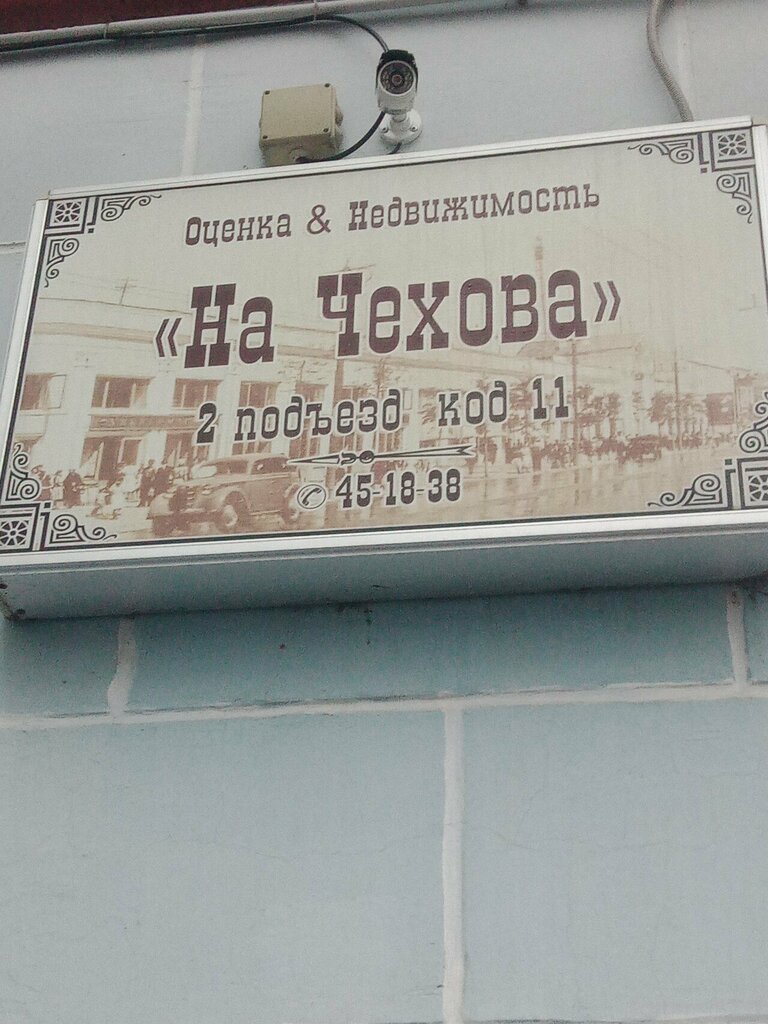 Оценка & Недвижимость
«На Чехова»
2 подъезд код 11
45-18-38